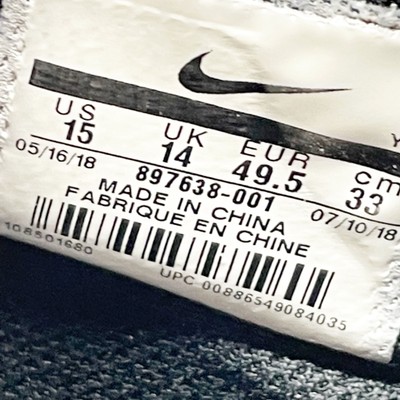 US UK EUR cm
15 14 49.5 33
05/16/18 897638-001 07/10/18
MADE IN CHINA
FABRIQUE EN CHINE
108501680
UPC 00886549084035